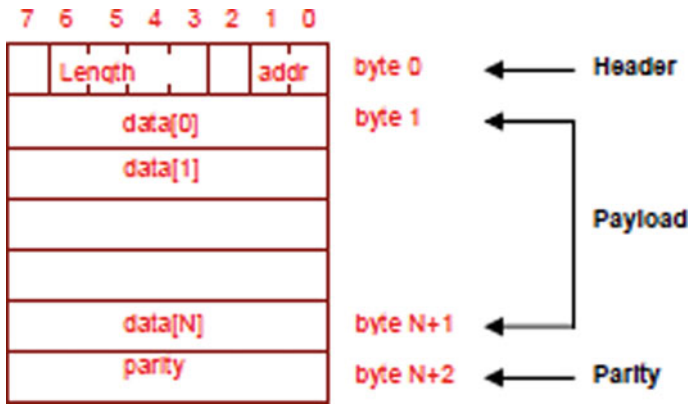 7 6 5 4 3 2 1 0
Length addr byte 0 Header
data[0] byte 1
data[1]
Payload
data[N] byte N+1
parity byte N+2 Parity